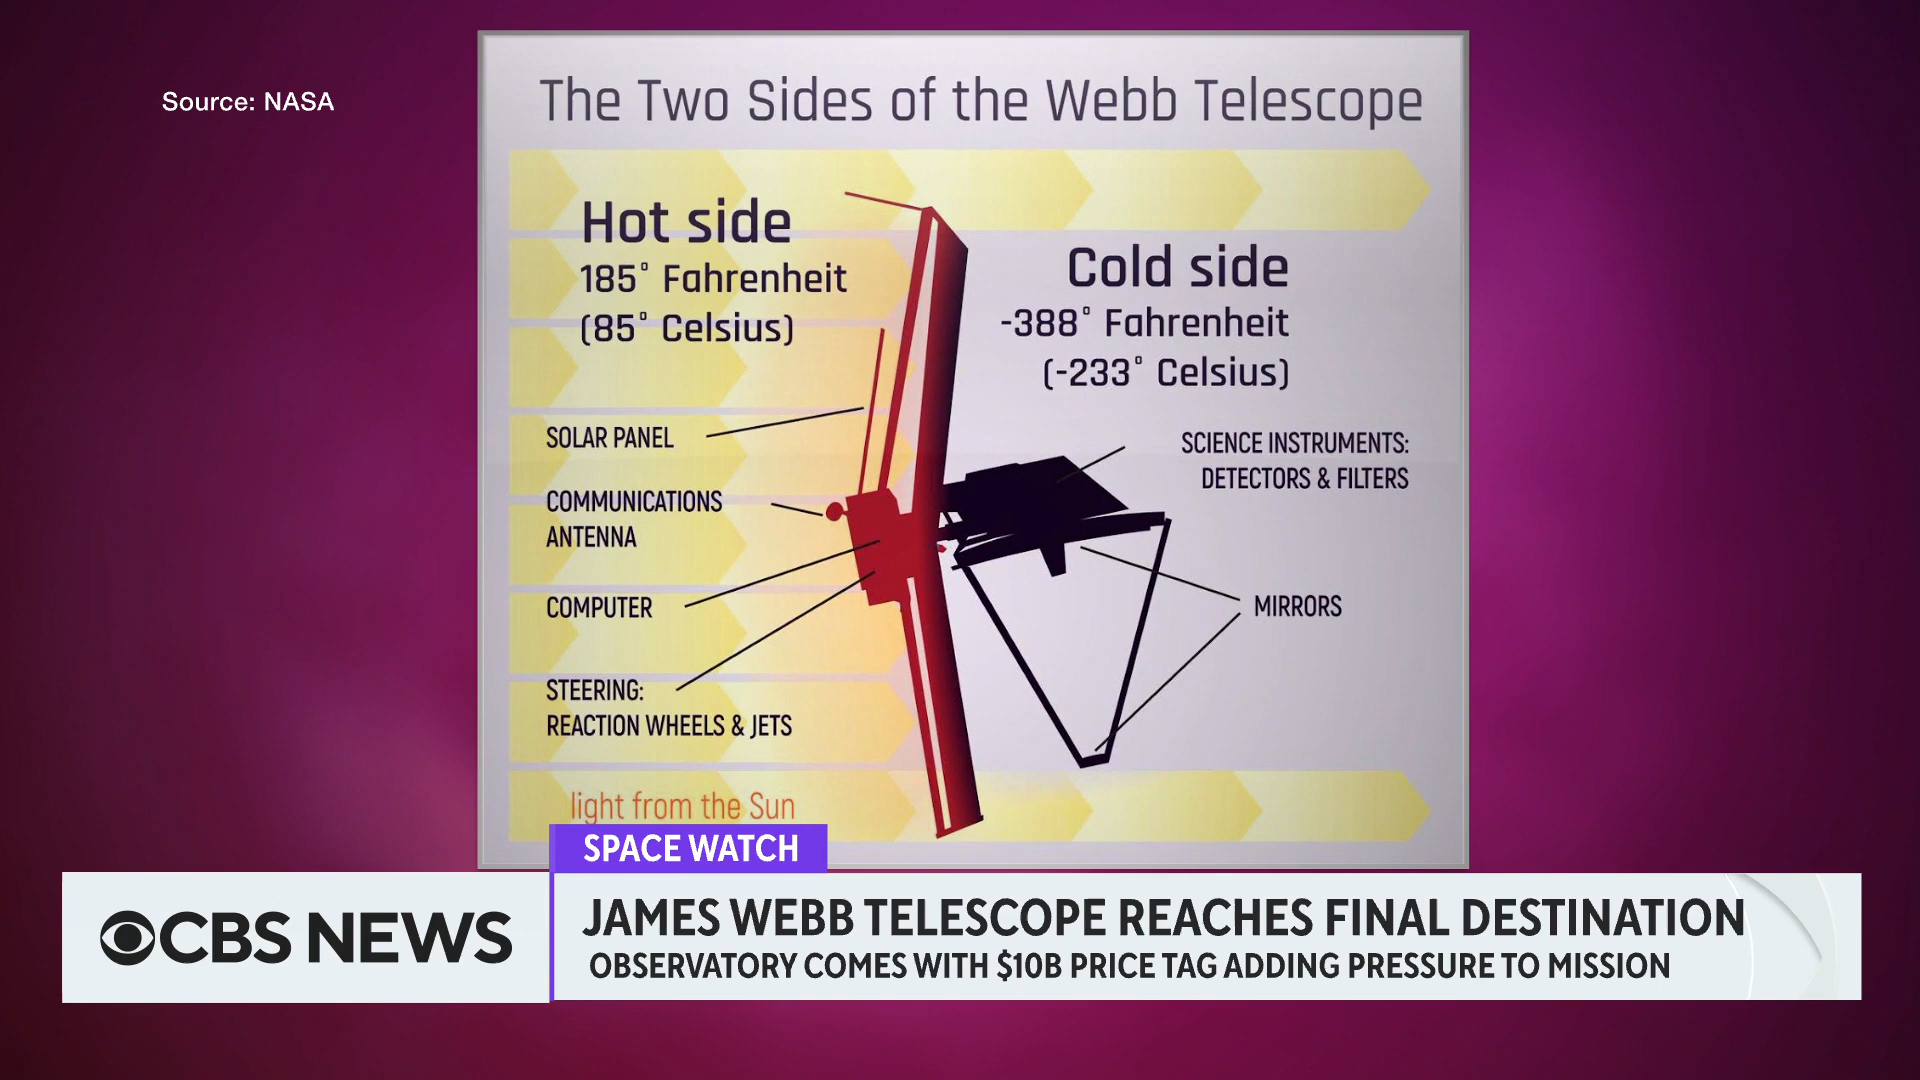 Source: NASA
The Two Sides of the Webb Telescope
Hot side
185° Fahrenheit
(85° Celsius)
Cold side
-388° Fahrenheit
(-233° Celsius)
SOLAR PANEL
COMMUNICATIONS
ANTENNA
COMPUTER
STEERING:
REACTION WHEELS & JETS
SCIENCE INSTRUMENTS:
DETECTORS & FILTERS
MIRRORS
light from the Sun
SPACE WATCH
CBS NEWS
JAMES WEBB TELESCOPE REACHES FINAL DESTINATION
OBSERVATORY COMES WITH $10B PRICE TAG ADDING PRESSURE TO MISSION